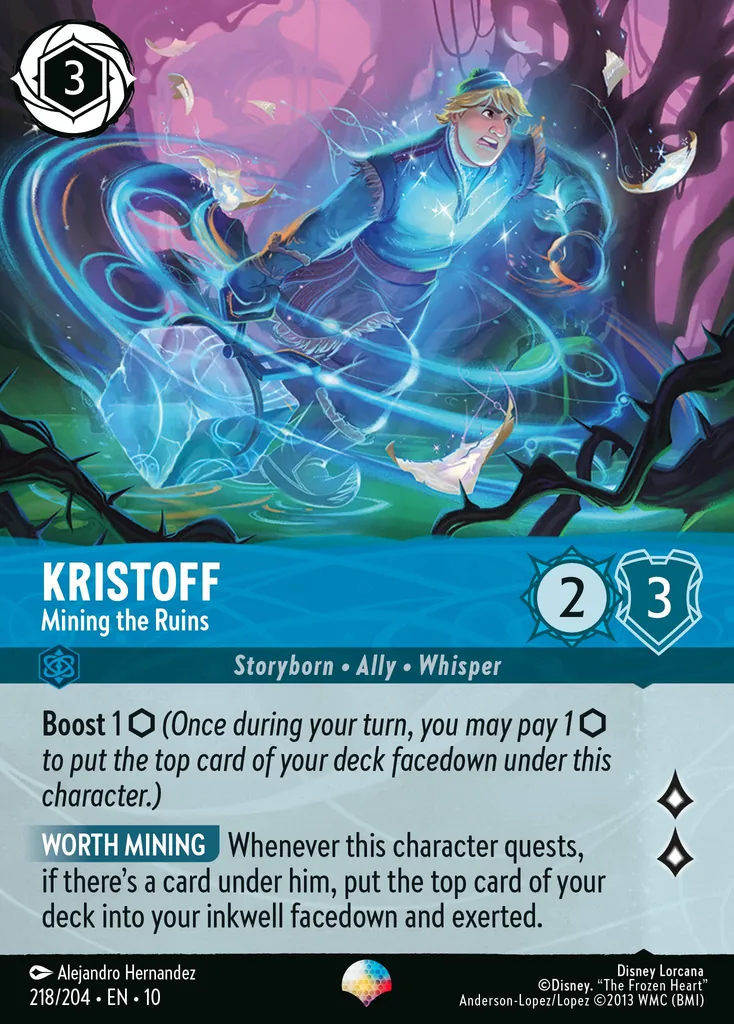 3
KRISTOFF
Mining the Ruins
2
3
Storyborn • Ally • Whisper
Boost 1 (Once during your turn, you may pay 1
to put the top card of your deck facedown under this
character.)
WORTH MINING Whenever this character quests,
if there's a card under him, put the top card of your
deck into your inkwell facedown and exerted.
Alejandro Hernandez
218/204 • EN • 10
Disney Lorcana
©Disney. "The Frozen Heart"
Anderson-Lopez/Lopez ©2013 WMC (BMI)